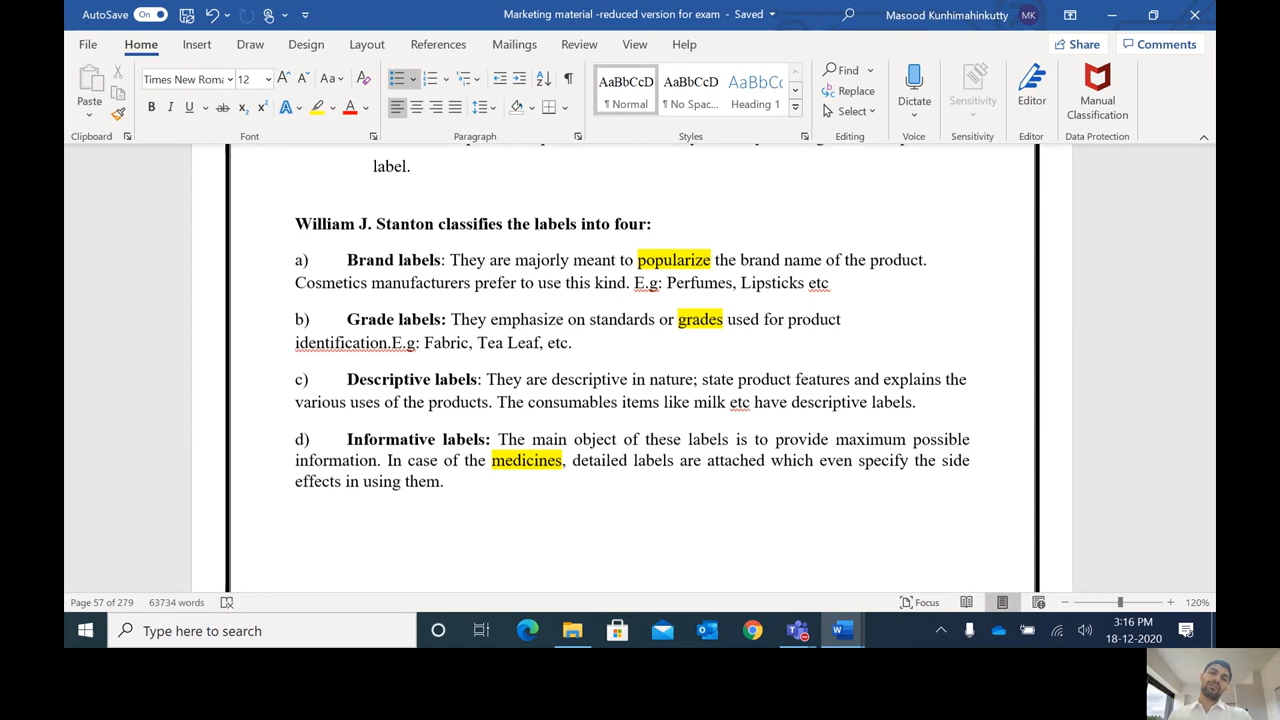 AutoSave On
Marketing material -reduced version for exam - Saved
Masood Kunhimahinkutty MK
File Home Insert Draw Design Layout References Mailings Review View Help Share Comments
Paste
Times New Roma 12
Aa
AaBbCcD AaBbCcD AaBbCc
¶ Normal ¶ No Spac... Heading 1
Find
Replace
Select
Dictate
Sensitivity
Editor
Manual
Classification
Clipboard Font Paragraph Styles Editing Voice Sensitivity Editor Data Protection
label.
William J. Stanton classifies the labels into four:
a) Brand labels: They are majorly meant to popularize the brand name of the product.
Cosmetics manufacturers prefer to use this kind. E.g: Perfumes, Lipsticks etc
b) Grade labels: They emphasize on standards or grades used for product
identification.E.g: Fabric, Tea Leaf, etc.
c) Descriptive labels: They are descriptive in nature; state product features and explains the
various uses of the products. The consumables items like milk etc have descriptive labels.
d) Informative labels: The main object of these labels is to provide maximum possible
information. In case of the medicines, detailed labels are attached which even specify the side
effects in using them.
Page 57 of 279 63734 words Focus 120%
Type here to search
3:16 PM
18-12-2020